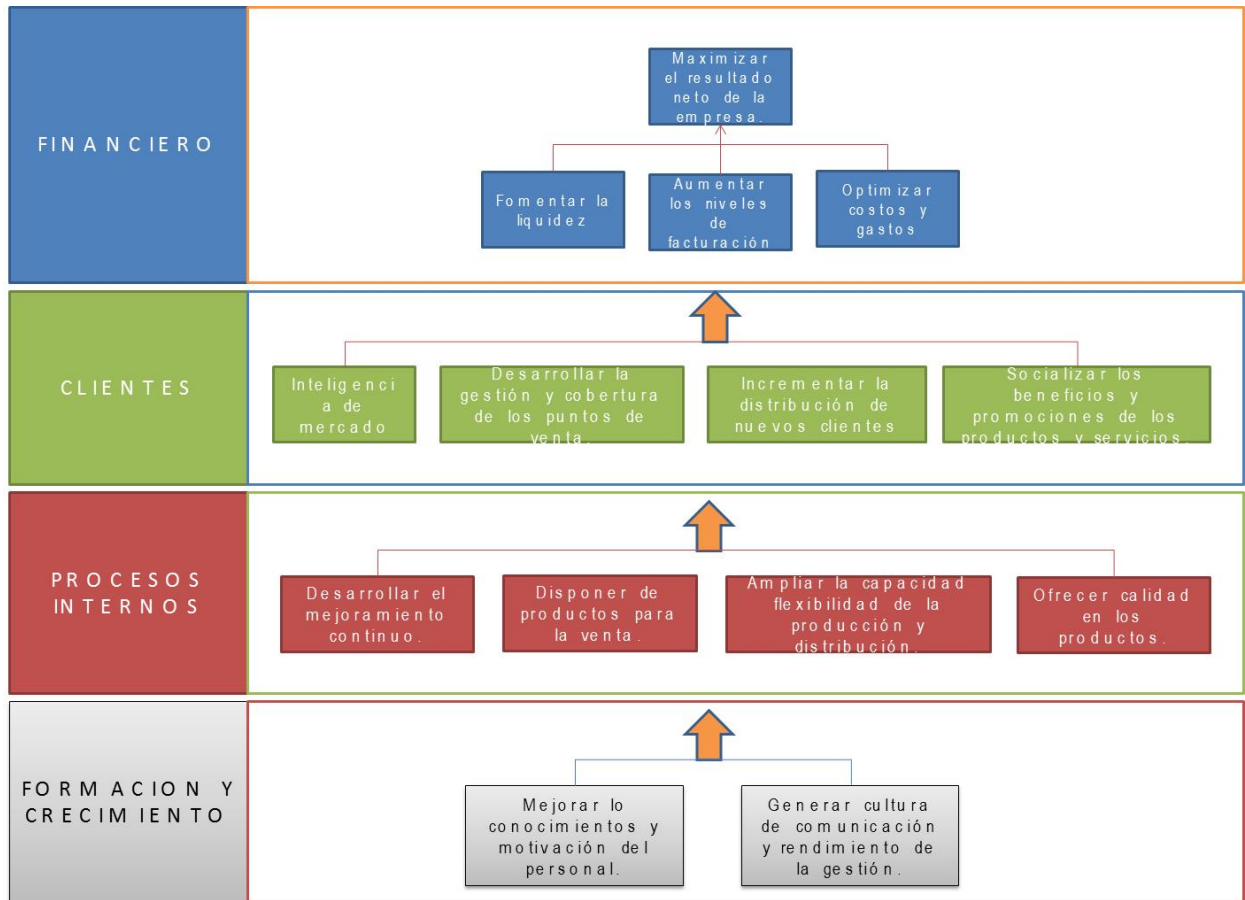 FINANCIERO
Maximizar
el resultado
neto de la
empresa.
Fomentar la
liquidez
Aumentar
los niveles
de
facturación
Optimizar
costos y
gastos
CLIENTES
Inteligenci
a de
mercado
Desarrollar la
gestión y cobertura
de los puntos de
venta.
Incrementar la
distribución de
nuevos clientes
Socializar los
beneficios y
promociones de los
productos y servicios.
PROCESOS
INTERNOS
Desarrollar el
mejoramiento
continuo.
Disponer de
productos para
la venta.
Ampliar la capacidad
flexibilidad de la
producción y
distribución.
Ofrecer calidad
en los
productos.
FORMACION Y
CRECIMIENTO
Mejorar lo
conocimientos y
motivación del
personal.
Generar cultura
de comunicación
y rendimiento de
la gestión.